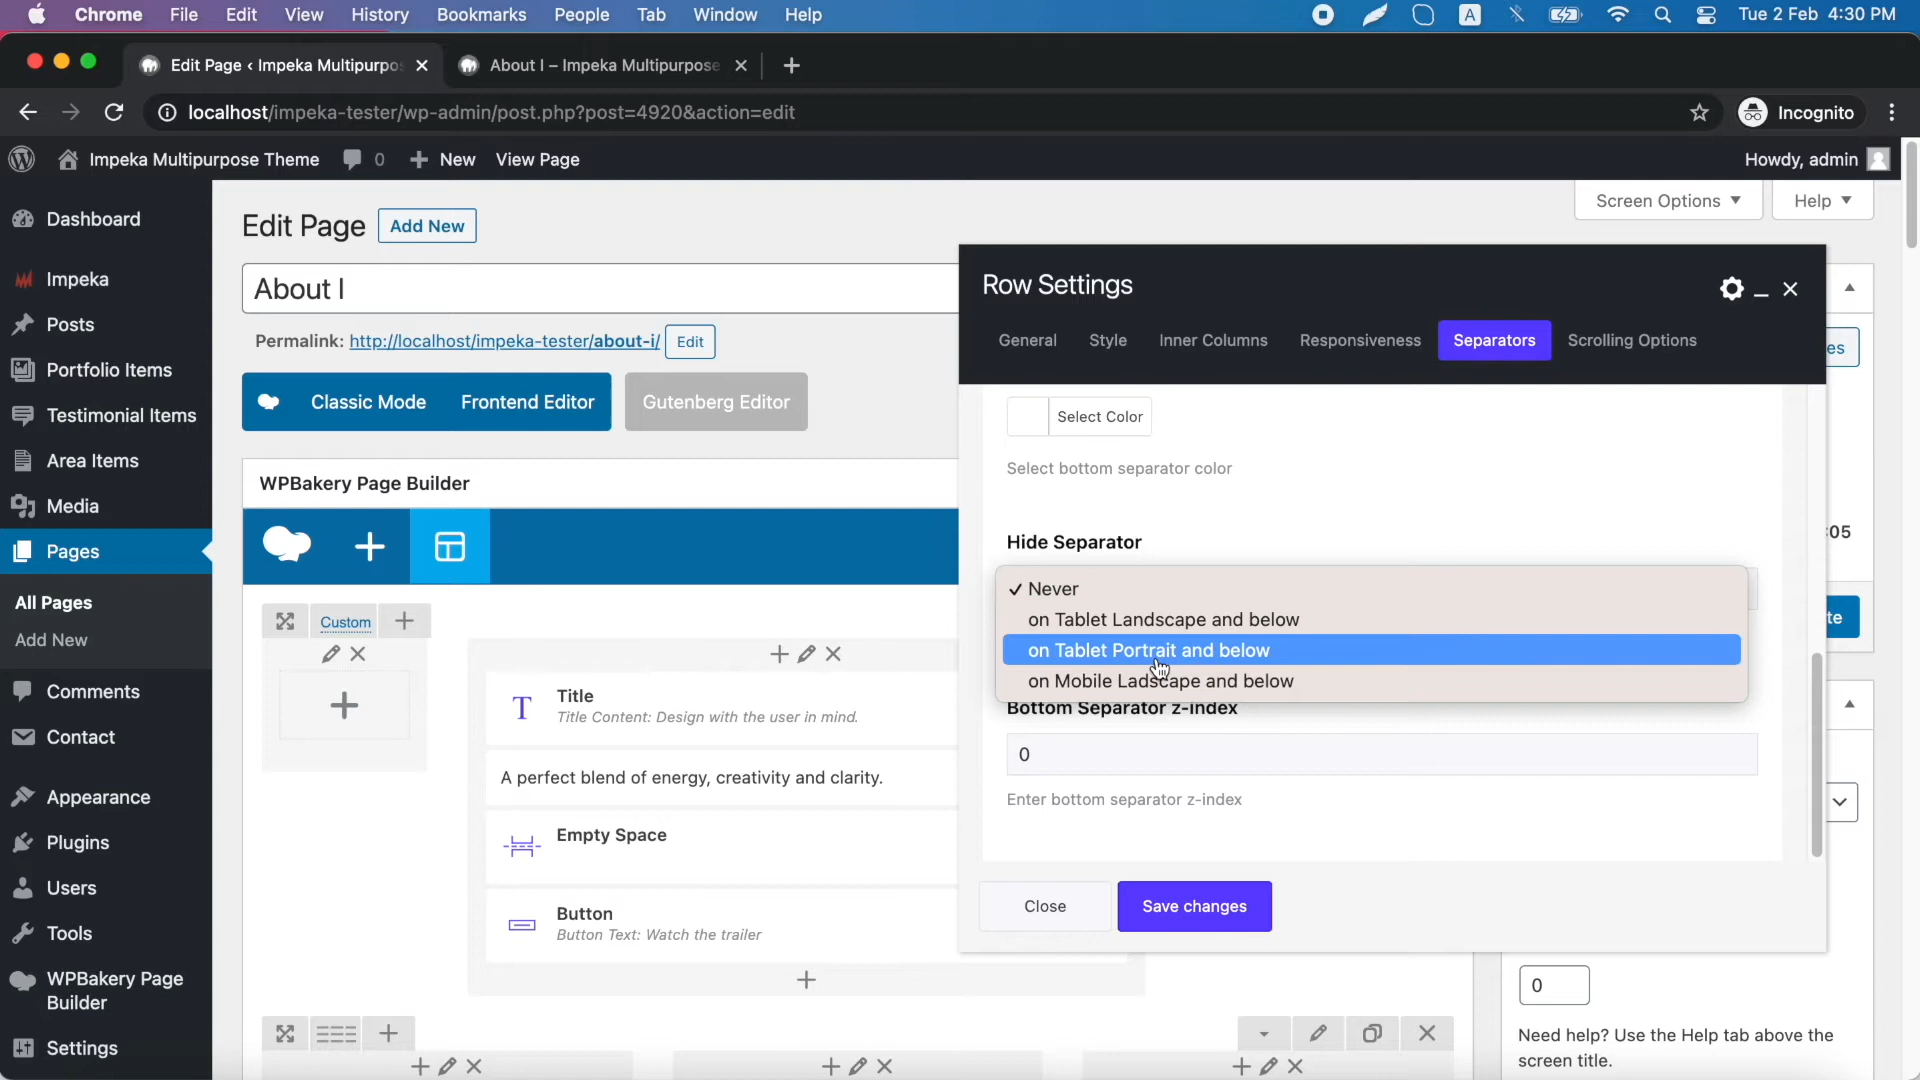 Chrome File Edit View History Bookmarks People Tab Window Help
A Tue 2 Feb 4:30 PM
Edit Page ‹ Impeka Multipurpo
About I – Impeka Multipurpose
localhost/impeka-tester/wp-admin/post.php?post=4920&action=edit
Incognito
Impeka Multipurpose Theme 0 New View Page
Howdy, admin
Screen Options Help
Dashboard
Impeka
Posts
Portfolio Items
Testimonial Items
Area Items
Media
Pages
All Pages
Add New
Comments
Contact
Appearance
Plugins
Users
Tools
WPBakery Page
Builder
Settings
Edit Page Add New
About I
Permalink: http://localhost/impeka-tester/about-i/ Edit
Classic Mode Frontend Editor Gutenberg Editor
WPBakery Page Builder
Custom
Title
Title Content: Design with the user in mind.
A perfect blend of energy, creativity and clarity.
Empty Space
Button
Button Text: Watch the trailer
Row Settings
General Style Inner Columns Responsiveness Separators Scrolling Options
Select Color
Select bottom separator color
Hide Separator
✓ Never
on Tablet Landscape and below
on Tablet Portrait and below
on Mobile Ladscape and below
Bottom Separator z-index
0
Enter bottom separator z-index
Close Save changes
es
:05
te
0
Need help? Use the Help tab above the
screen title.